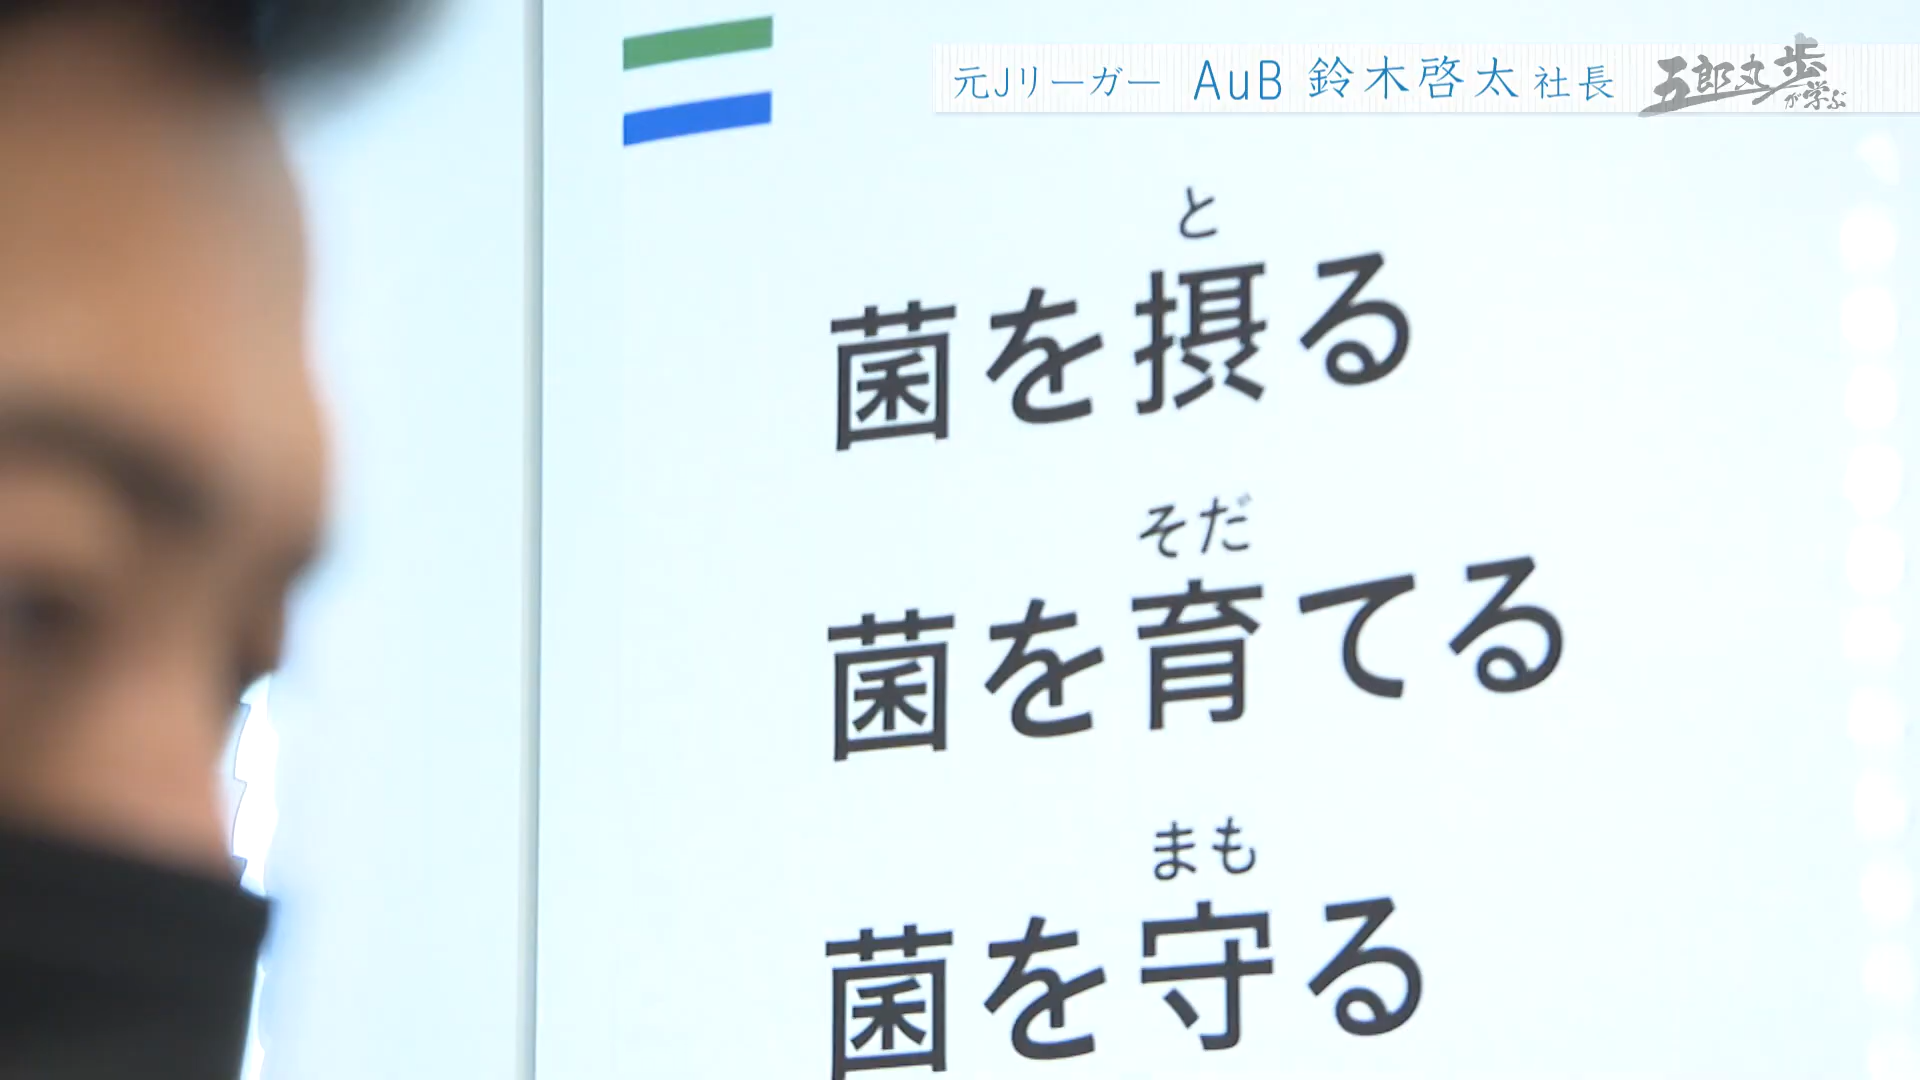 元Jリーガー AuB 鈴木啓太 社長
五郎丸歩が学ぶ
と
菌を摂る
そだ
菌を育てる
まも
菌を守る